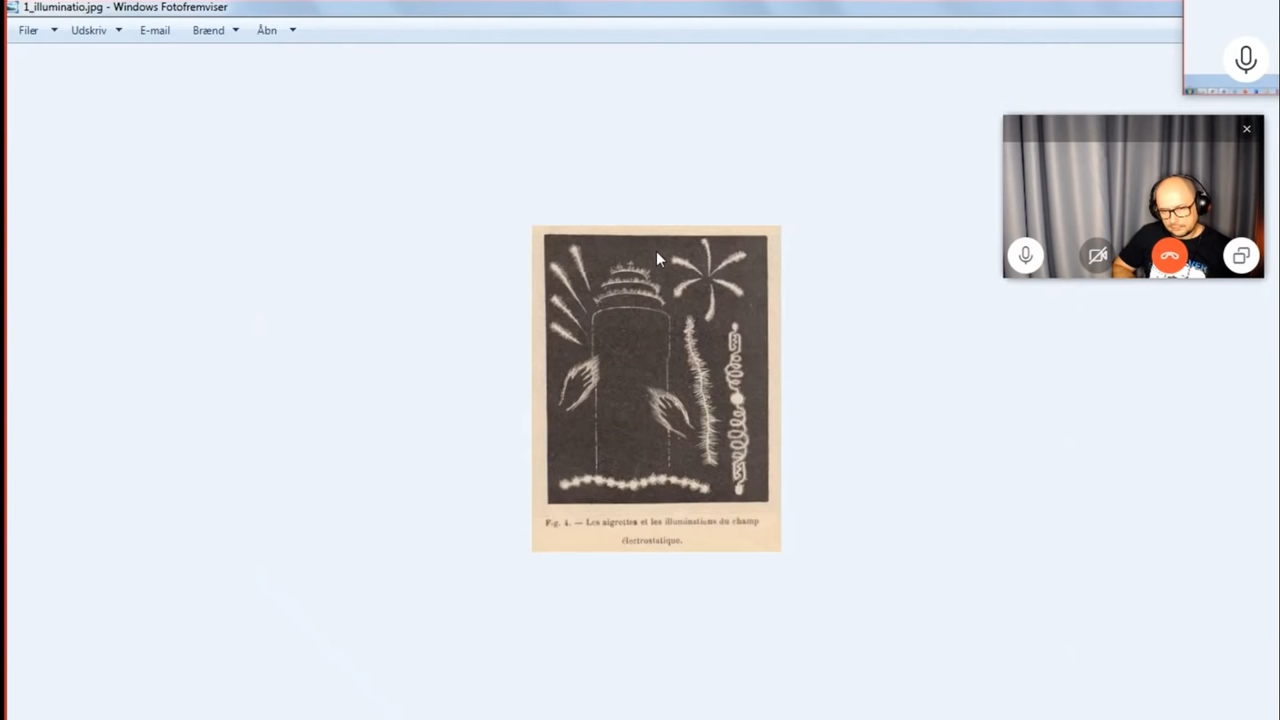 1_illuminatio.jpg - Windows Fotofremviser
Filer Udskriv E-mail Brænd Åbn
Fig. 4. — Les aigrettes et les illuminations du champ
électrostatique.